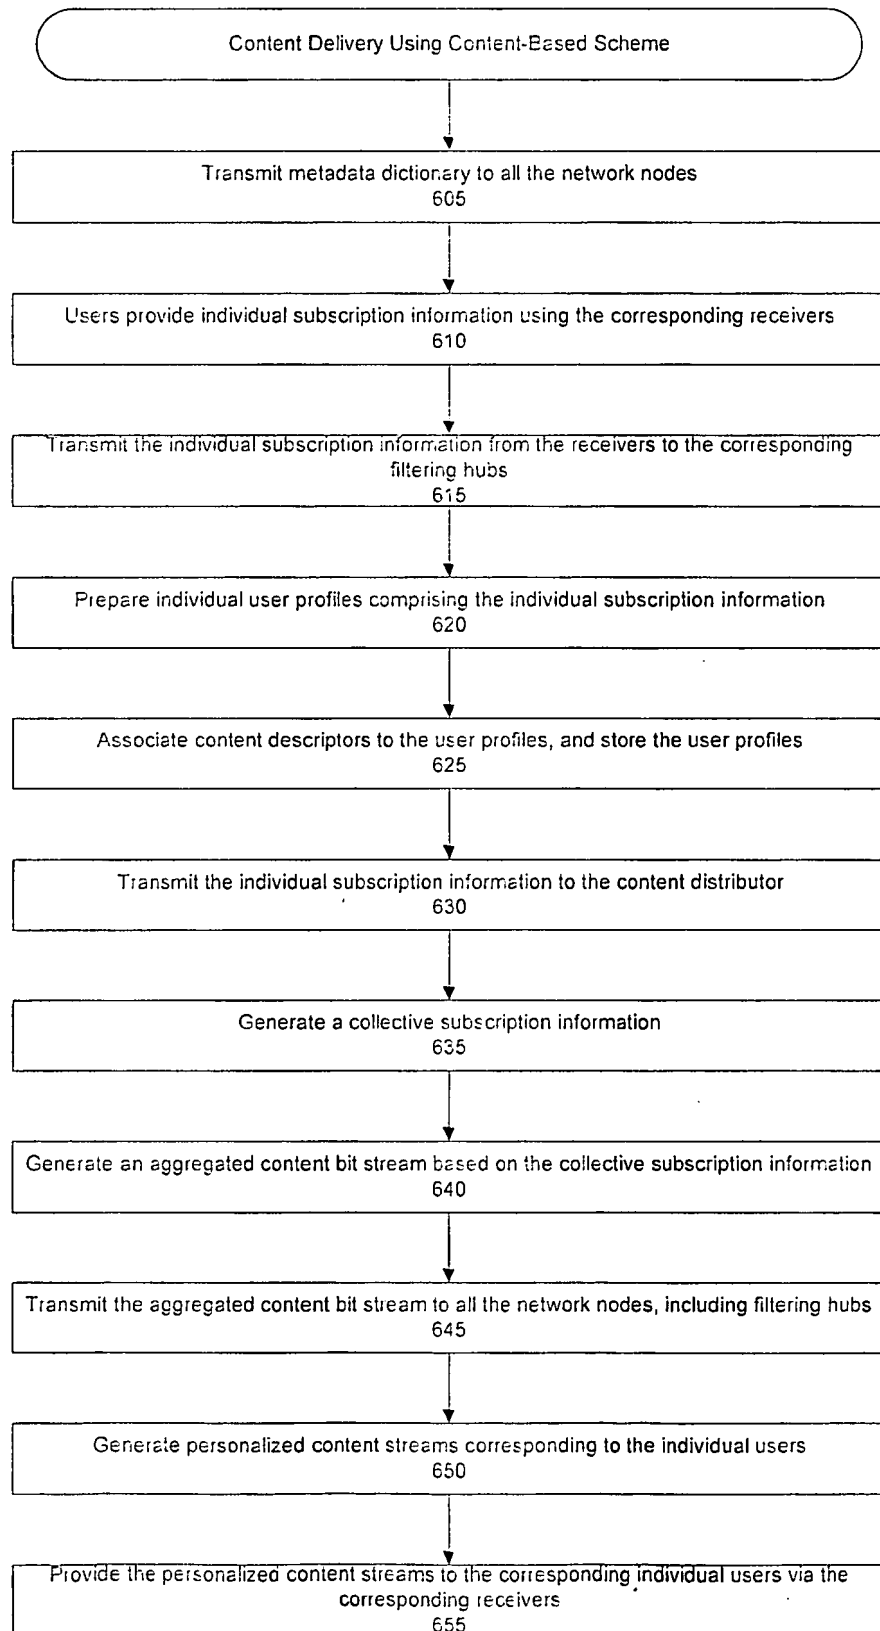 Content Delivery Using Content-Based Scheme
Transmit metadata dictionary to all the network nodes
605
Users provide individual subscription information using the corresponding receivers
610
Transmit the individual subscription information from the receivers to the corresponding
filtering hubs
615
Prepare individual user profiles comprising the individual subscription information
620
Associate content descriptors to the user profiles, and store the user profiles
625
Transmit the individual subscription information to the content distributor
630
Generate a collective subscription information
635
Generate an aggregated content bit stream based on the collective subscription information
640
Transmit the aggregated content bit stream to all the network nodes, including filtering hubs
645
Generate personalized content streams corresponding to the individual users
650
Provide the personalized content streams to the corresponding individual users via the
corresponding receivers
655